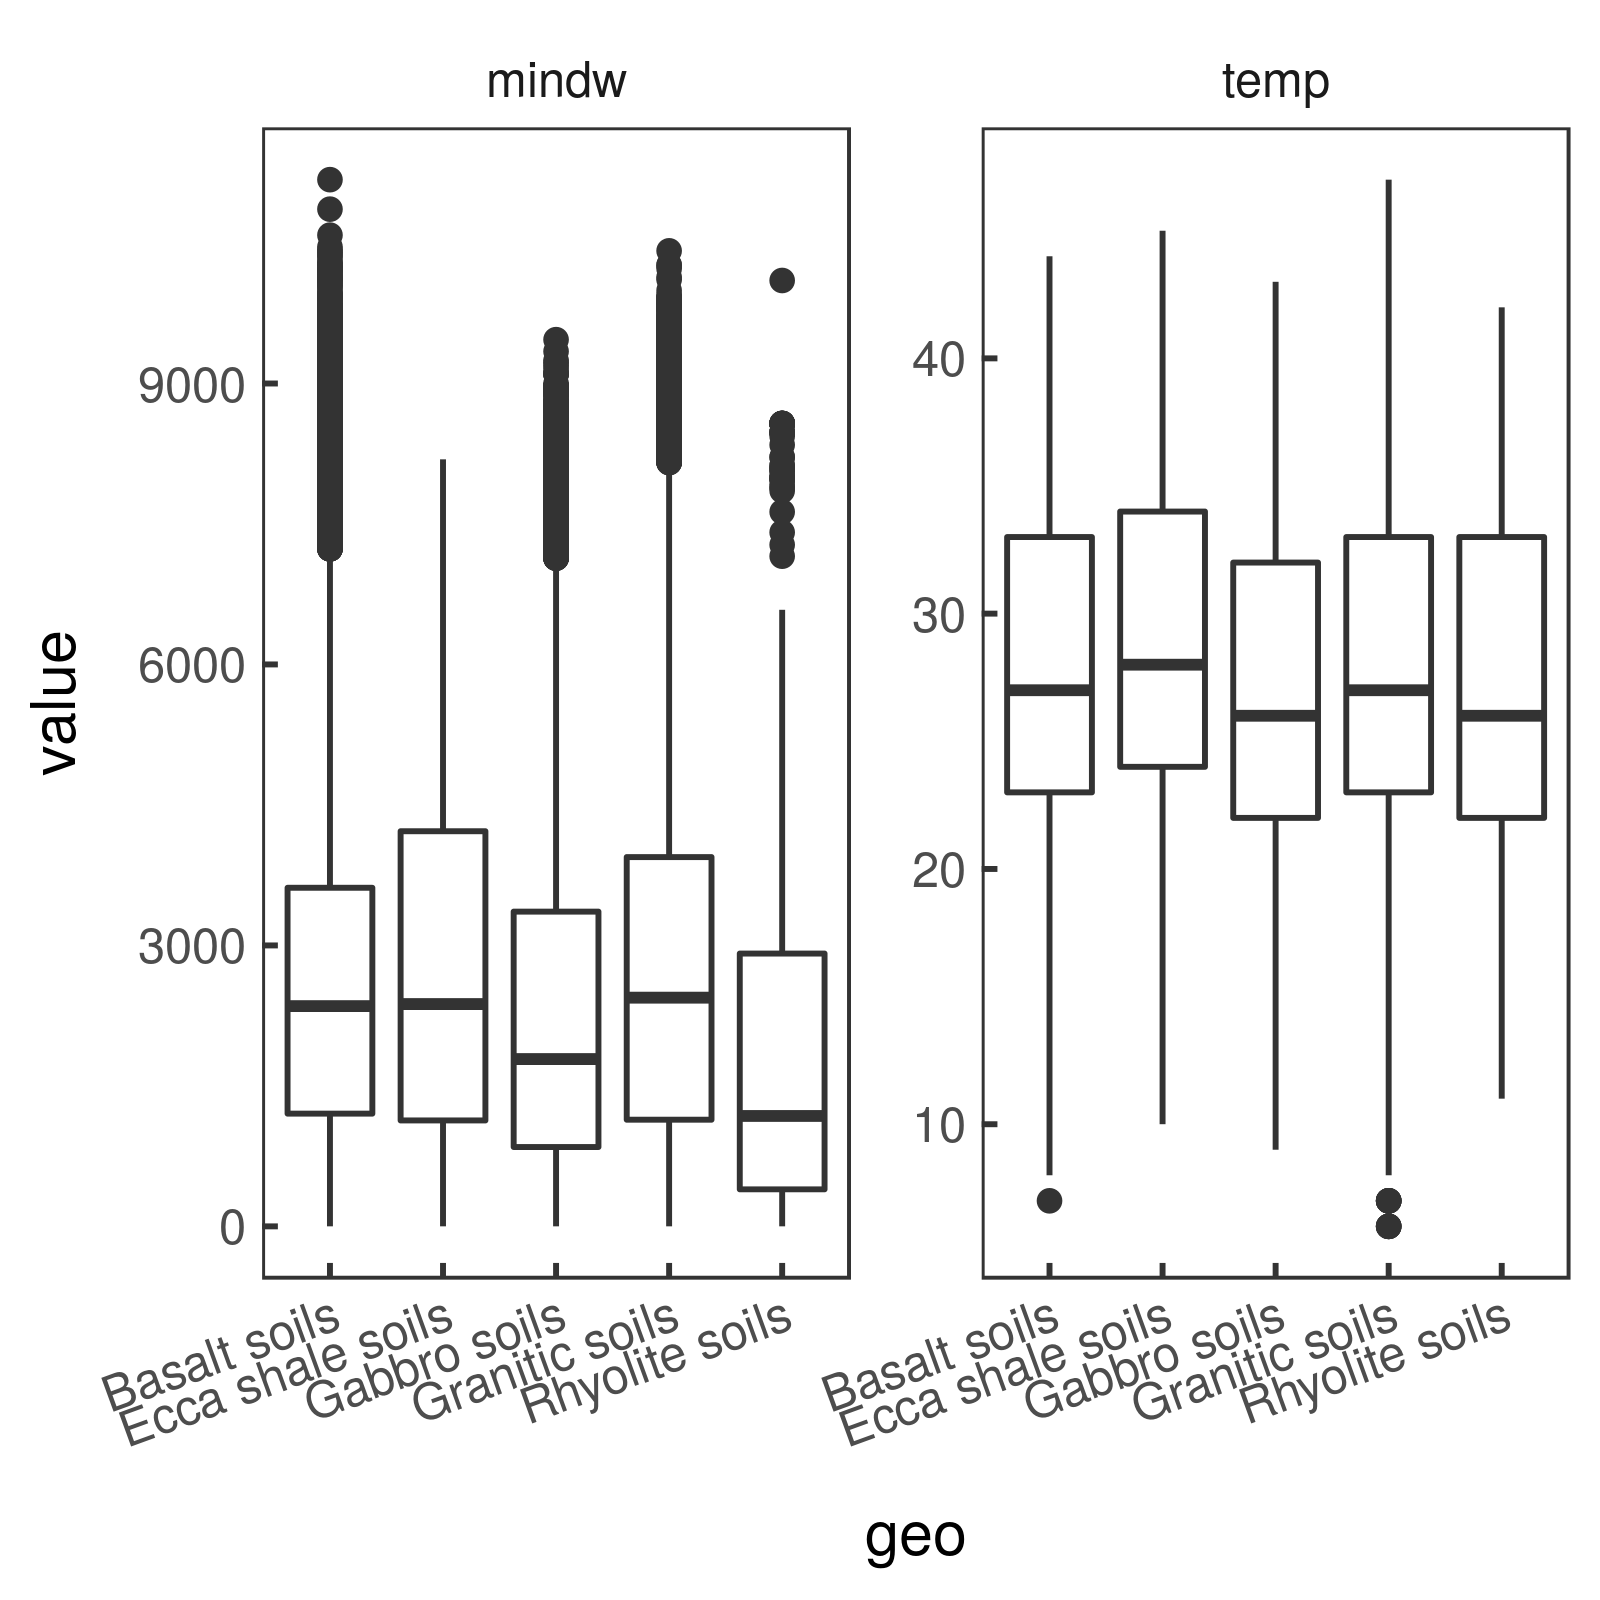 mindw
temp
value
9000
6000
3000
0
40
30
20
10
Basalt soils
Ecca shale soils
Gabbro soils
Granitic soils
Rhyolite soils
Basalt soils
Ecca shale soils
Gabbro soils
Granitic soils
Rhyolite soils
geo